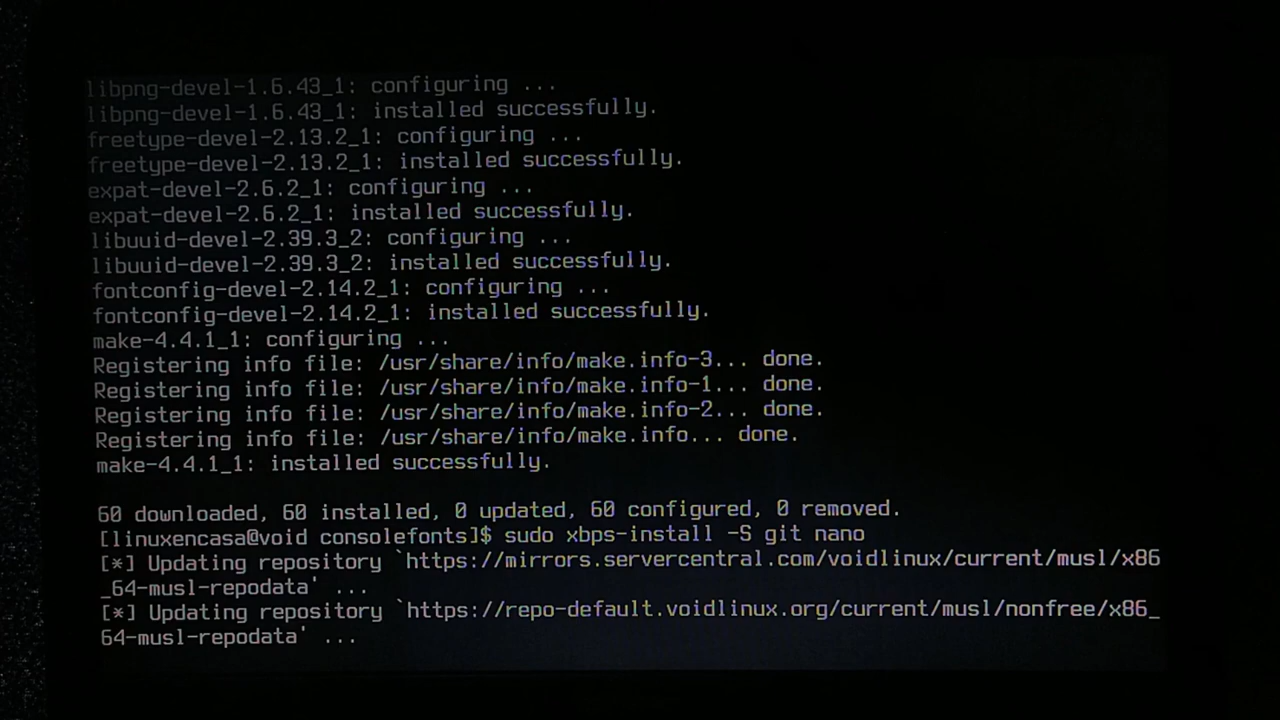 libpng-devel-1.6.43_1: configuring ...
libpng-devel-1.6.43_1: installed successfully.
freetype-devel-2.13.2_1: configuring ...
freetype-devel-2.13.2_1: installed successfully.
expat-devel-2.6.2_1: configuring ...
expat-devel-2.6.2_1: installed successfully.
libuuid-devel-2.39.3_2: configuring ...
libuuid-devel-2.39.3_2: installed successfully.
fontconfig-devel-2.14.2_1: configuring ...
fontconfig-devel-2.14.2_1: installed successfully.
make-4.4.1_1: configuring ...
Registering info file: /usr/share/info/make.info-3... done.
Registering info file: /usr/share/info/make.info-1... done.
Registering info file: /usr/share/info/make.info-2... done.
Registering info file: /usr/share/info/make.info... done.
make-4.4.1_1: installed successfully.
60 downloaded, 60 installed, 0 updated, 60 configured, 0 removed.
[linuxencasa@void consolefonts]$ sudo xbps-install -S git nano
[*] Updating repository `https://mirrors.servercentral.com/voidlinux/current/musl/x86
_64-musl-repodata' ...
[*] Updating repository `https://repo-default.voidlinux.org/current/musl/nonfree/x86_
64-musl-repodata' ...